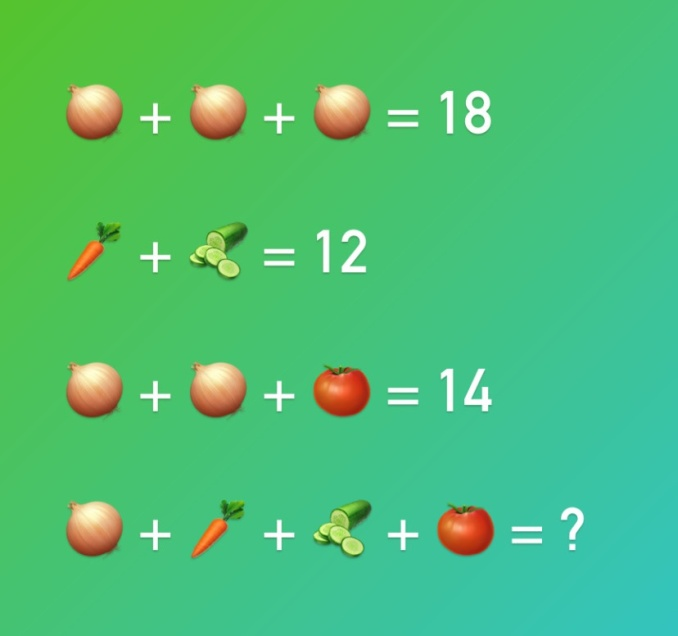 🧅 + 🧅 + 🧅 = 18
🥕 + 🥒 = 12
🧅 + 🧅 + 🍅 = 14
🧅 + 🥕 + 🥒 + 🍅 = ?